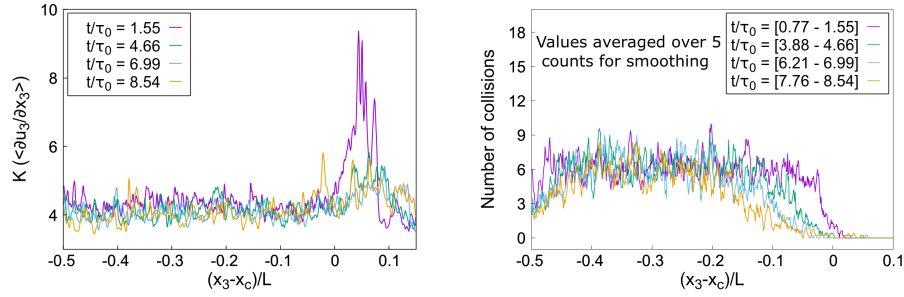 10
8
6
4
K (<∂u3/∂x3>)
t/τ0 = 1.55
t/τ0 = 4.66
t/τ0 = 6.99
t/τ0 = 8.54
-0.5 -0.4 -0.3 -0.2 -0.1 0 0.1
(x3-xc)/L
18
15
12
9
6
3
0
Number of collisions
Values averaged over 5
counts for smoothing
t/τ0 = [0.77 - 1.55]
t/τ0 = [3.88 - 4.66]
t/τ0 = [6.21 - 6.99]
t/τ0 = [7.76 - 8.54]
-0.5 -0.4 -0.3 -0.2 -0.1 0 0.1
(x3-xc)/L